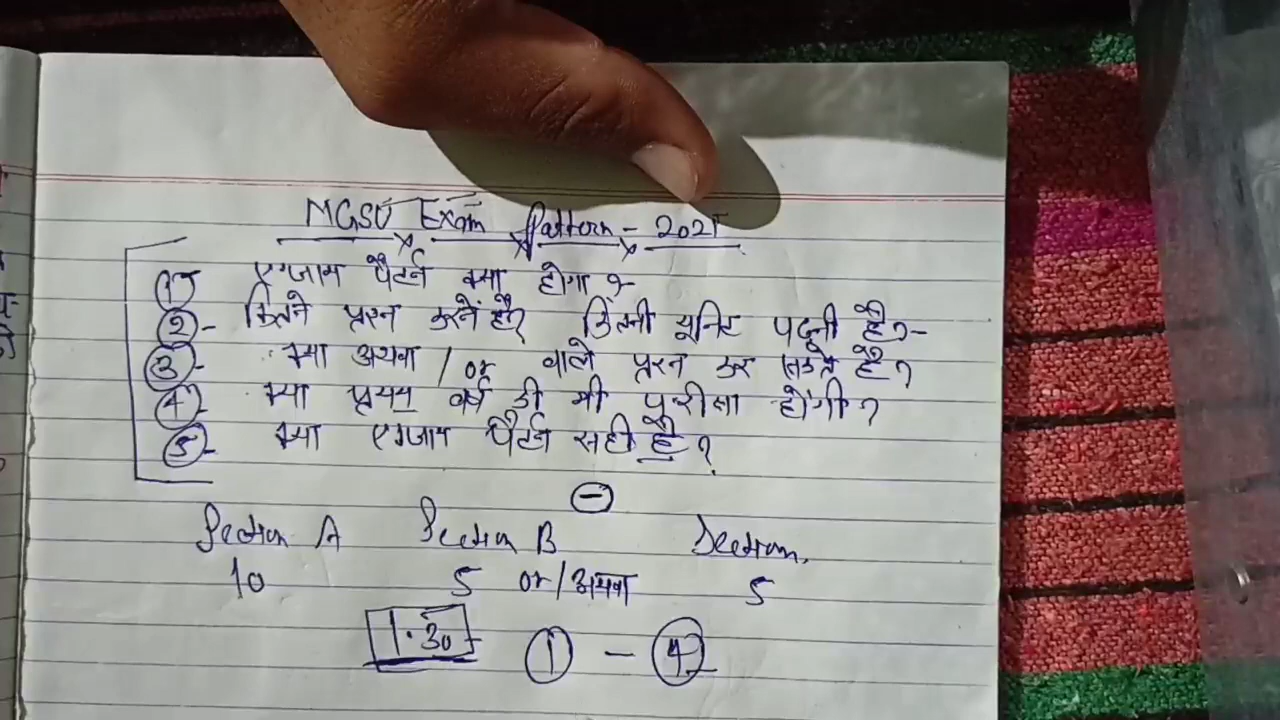 MGSU Exam Pattern - 2021
① एग्जाम पैटर्न क्या होगा ?-
②- कितने प्रश्न करने हैं? कितनी यूनिट पढ़नी है?-
③- क्या अथवा / or वाले प्रश्न कर सकते है?
④- क्या प्रथम वर्ष की भी परीक्षा होगी?
⑤- क्या एग्जाम पैटर्न सही है?
Section A Section B Section
10 5 or/अथवा 5
1.30 ① - ④